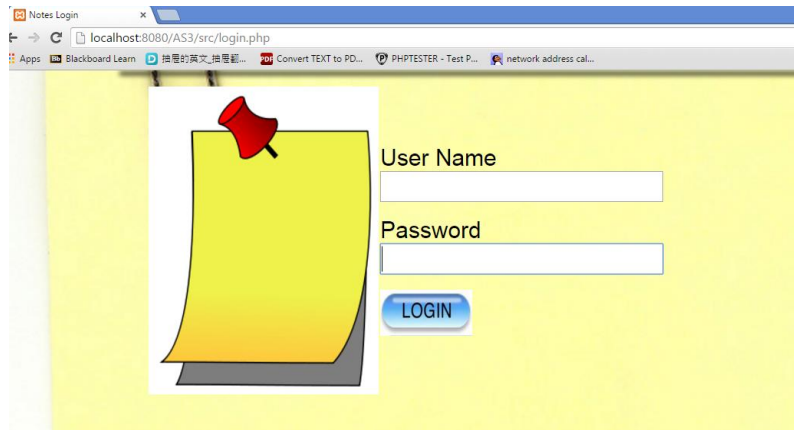 Notes Login
localhost:8080/AS3/src/login.php
Apps Blackboard Learn 抽屉的英文_抽屉翻... Convert TEXT to PD... PHPTESTER - Test P... network address cal...
User Name
Password
LOGIN